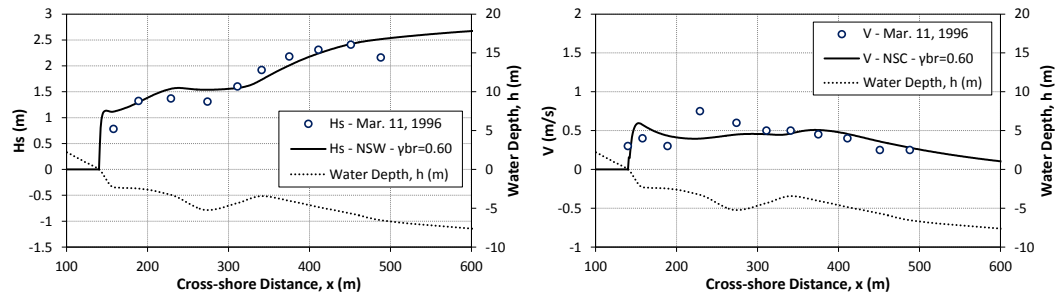 3
2.5
2
1.5
1
0.5
0
-0.5
-1
-1.5
Hs (m)
20
15
10
5
0
-5
-10
Water Depth, h (m)
Hs - Mar. 11, 1996
Hs - NSW - γbr=0.60
Water Depth, h (m)
100 200 300 400 500 600
Cross-shore Distance, x (m)
2
1.5
1
0.5
0
-0.5
-1
V (m/s)
20
15
10
5
0
-5
-10
Water Depth, h (m)
V - Mar. 11, 1996
V - NSC - γbr=0.60
Water Depth, h (m)
100 200 300 400 500 600
Cross-shore Distance, x (m)